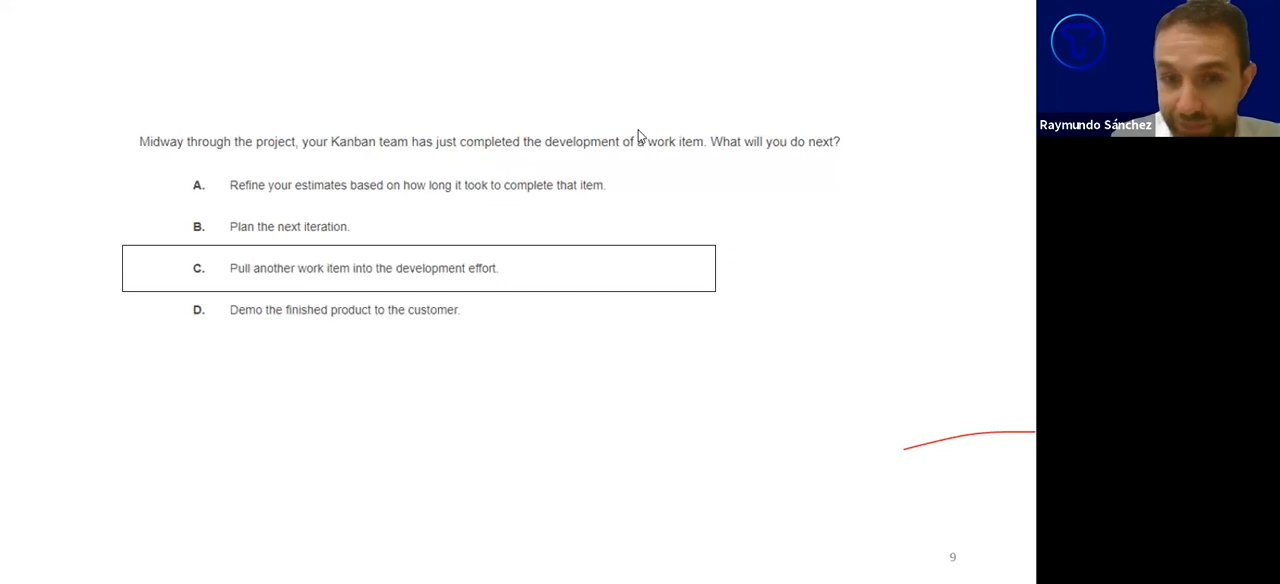 Midway through the project, your Kanban team has just completed the development of a work item. What will you do next?
A. Refine your estimates based on how long it took to complete that item.
B. Plan the next iteration.
C. Pull another work item into the development effort.
D. Demo the finished product to the customer.
9
Raymundo Sánchez